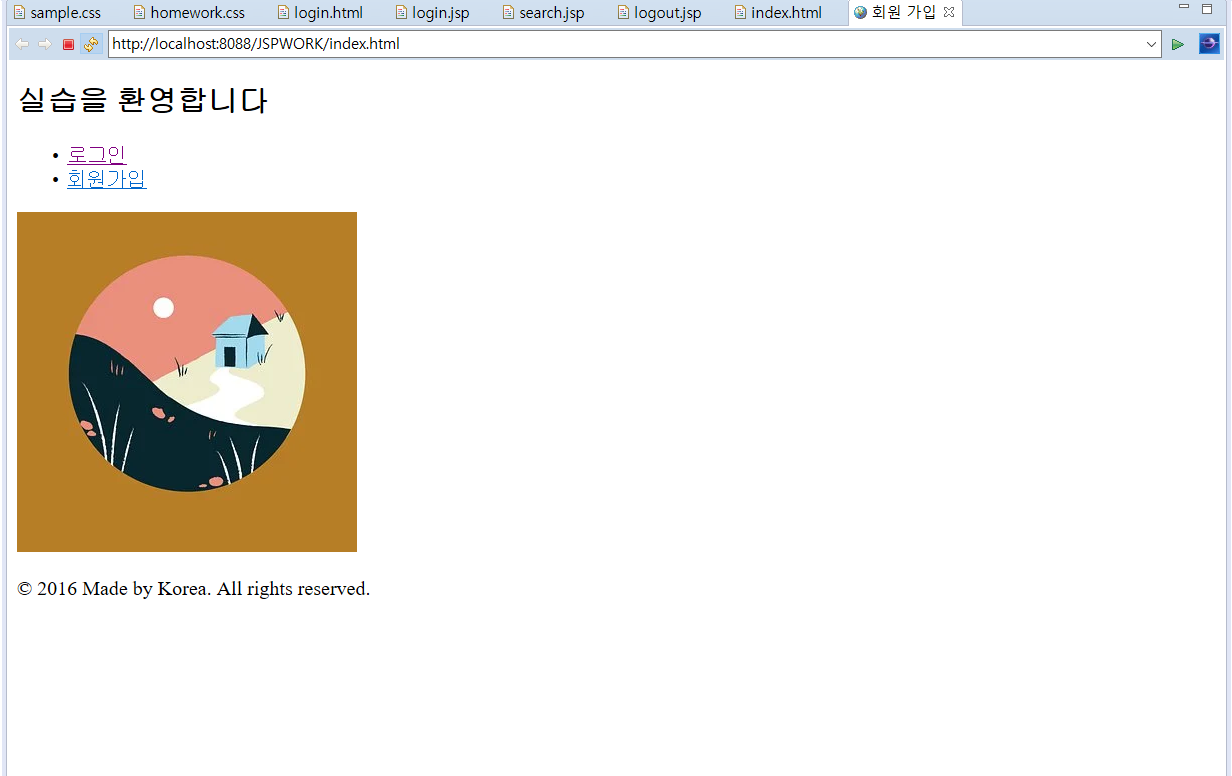 sample.css homework.css login.html login.jsp search.jsp logout.jsp index.html 회원 가입
http://localhost:8088/JSPWORK/index.html
실습을 환영합니다
• 로그인
• 회원가입
© 2016 Made by Korea. All rights reserved.